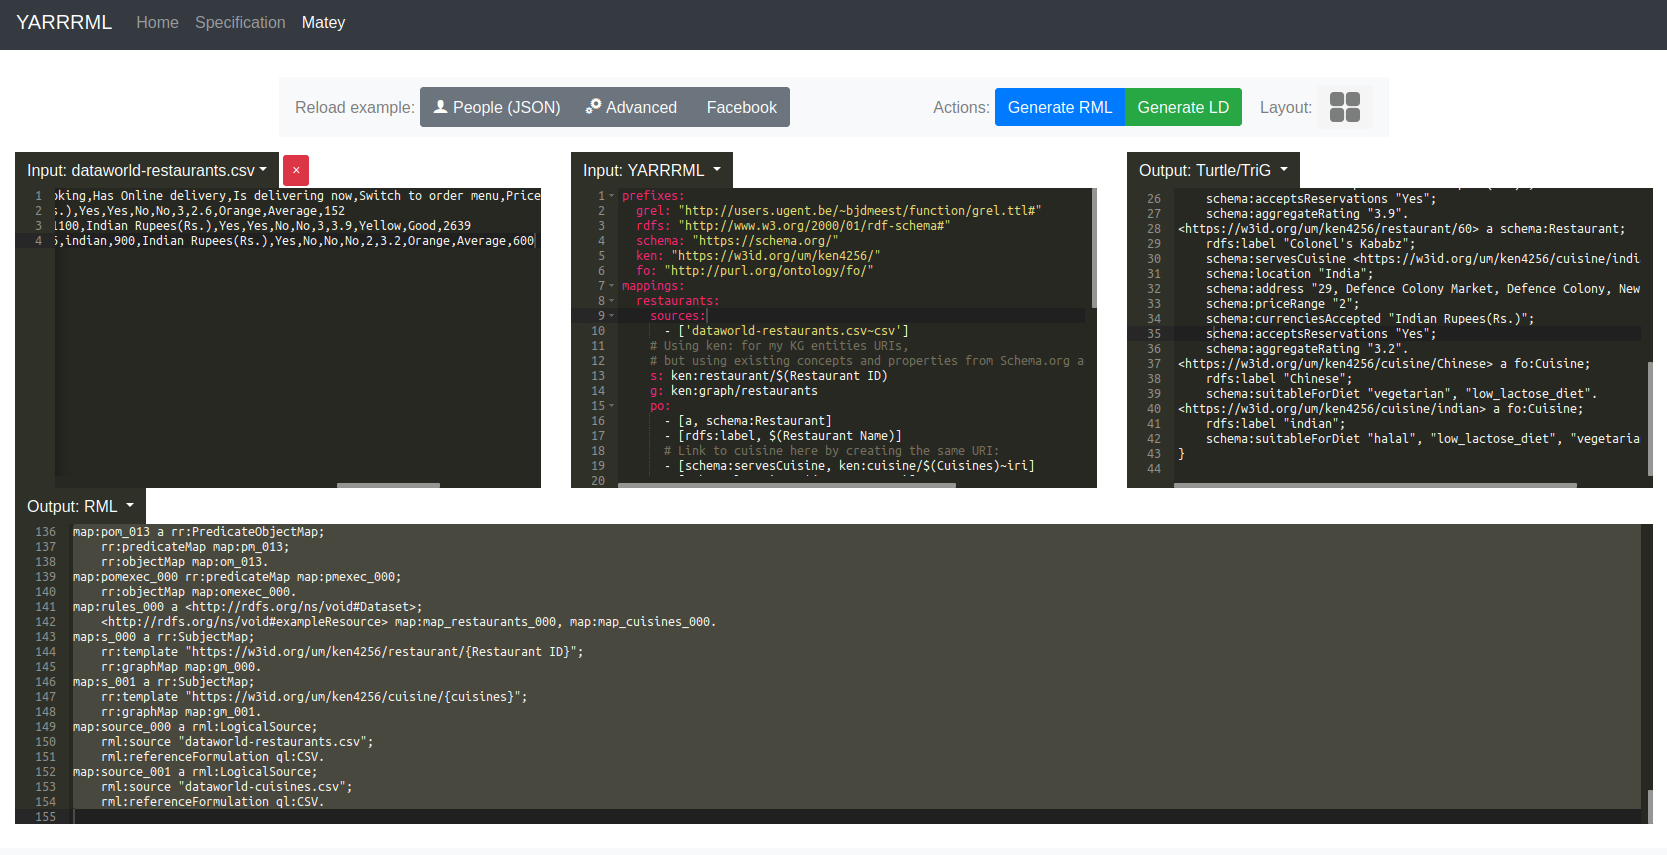 YARRRML Home Specification Matey
Reload example: People (JSON) Advanced Facebook Actions: Generate RML Generate LD Layout:
Input: dataworld-restaurants.csv × 
1 king,Has Online delivery,Is delivering now,Switch to order menu,Price
2 s.),Yes,Yes,No,No,3,2.6,Orange,Average,152
3 1100,Indian Rupees(Rs.),Yes,Yes,No,No,3,3.9,Yellow,Good,2639
4 ,indian,900,Indian Rupees(Rs.),Yes,No,No,No,2,3.2,Orange,Average,600
Input: YARRRML
1 prefixes:
2 grel: "http://users.ugent.be/~bjdmeest/function/grel.ttl#"
3 rdfs: "http://www.w3.org/2000/01/rdf-schema#"
4 schema: "https://schema.org/"
5 ken: "https://w3id.org/um/ken4256/"
6 fo: "http://purl.org/ontology/fo/"
7 mappings:
8 restaurants:
9 sources:
10 - ['dataworld-restaurants.csv~csv']
11 # Using ken: for my KG entities URIs,
12 # but using existing concepts and properties from Schema.org a
13 s: ken:restaurant/$(Restaurant ID)
14 g: ken:graph/restaurants
15 po:
16 - [a, schema:Restaurant]
17 - [rdfs:label, $(Restaurant Name)]
18 # Link to cuisine here by creating the same URI:
19 - [schema:servesCuisine, ken:cuisine/$(Cuisines)~iri]
20
Output: Turtle/TriG
26 schema:acceptsReservations "Yes";
27 schema:aggregateRating "3.9".
28 <https://w3id.org/um/ken4256/restaurant/60> a schema:Restaurant;
29 rdfs:label "Colonel's Kababz";
30 schema:servesCuisine <https://w3id.org/um/ken4256/cuisine/indi
31 schema:location "India";
32 schema:address "29, Defence Colony Market, Defence Colony, New
33 schema:priceRange "2";
34 schema:currenciesAccepted "Indian Rupees(Rs.)";
35 schema:acceptsReservations "Yes";
36 schema:aggregateRating "3.2".
37 <https://w3id.org/um/ken4256/cuisine/Chinese> a fo:Cuisine;
38 rdfs:label "Chinese";
39 schema:suitableForDiet "vegetarian", "low_lactose_diet".
40 <https://w3id.org/um/ken4256/cuisine/indian> a fo:Cuisine;
41 rdfs:label "indian";
42 schema:suitableForDiet "halal", "low_lactose_diet", "vegetaria
43 }
44
Output: RML
136 map:pom_013 a rr:PredicateObjectMap;
137 rr:predicateMap map:pm_013;
138 rr:objectMap map:om_013.
139 map:pomexec_000 rr:predicateMap map:pmexec_000;
140 rr:objectMap map:omexec_000.
141 map:rules_000 a <http://rdfs.org/ns/void#Dataset>;
142 <http://rdfs.org/ns/void#exampleResource> map:map_restaurants_000, map:map_cuisines_000.
143 map:s_000 a rr:SubjectMap;
144 rr:template "https://w3id.org/um/ken4256/restaurant/{Restaurant ID}";
145 rr:graphMap map:gm_000.
146 map:s_001 a rr:SubjectMap;
147 rr:template "https://w3id.org/um/ken4256/cuisine/{cuisines}";
148 rr:graphMap map:gm_001.
149 map:source_000 a rml:LogicalSource;
150 rml:source "dataworld-restaurants.csv";
151 rml:referenceFormulation ql:CSV.
152 map:source_001 a rml:LogicalSource;
153 rml:source "dataworld-cuisines.csv";
154 rml:referenceFormulation ql:CSV.
155